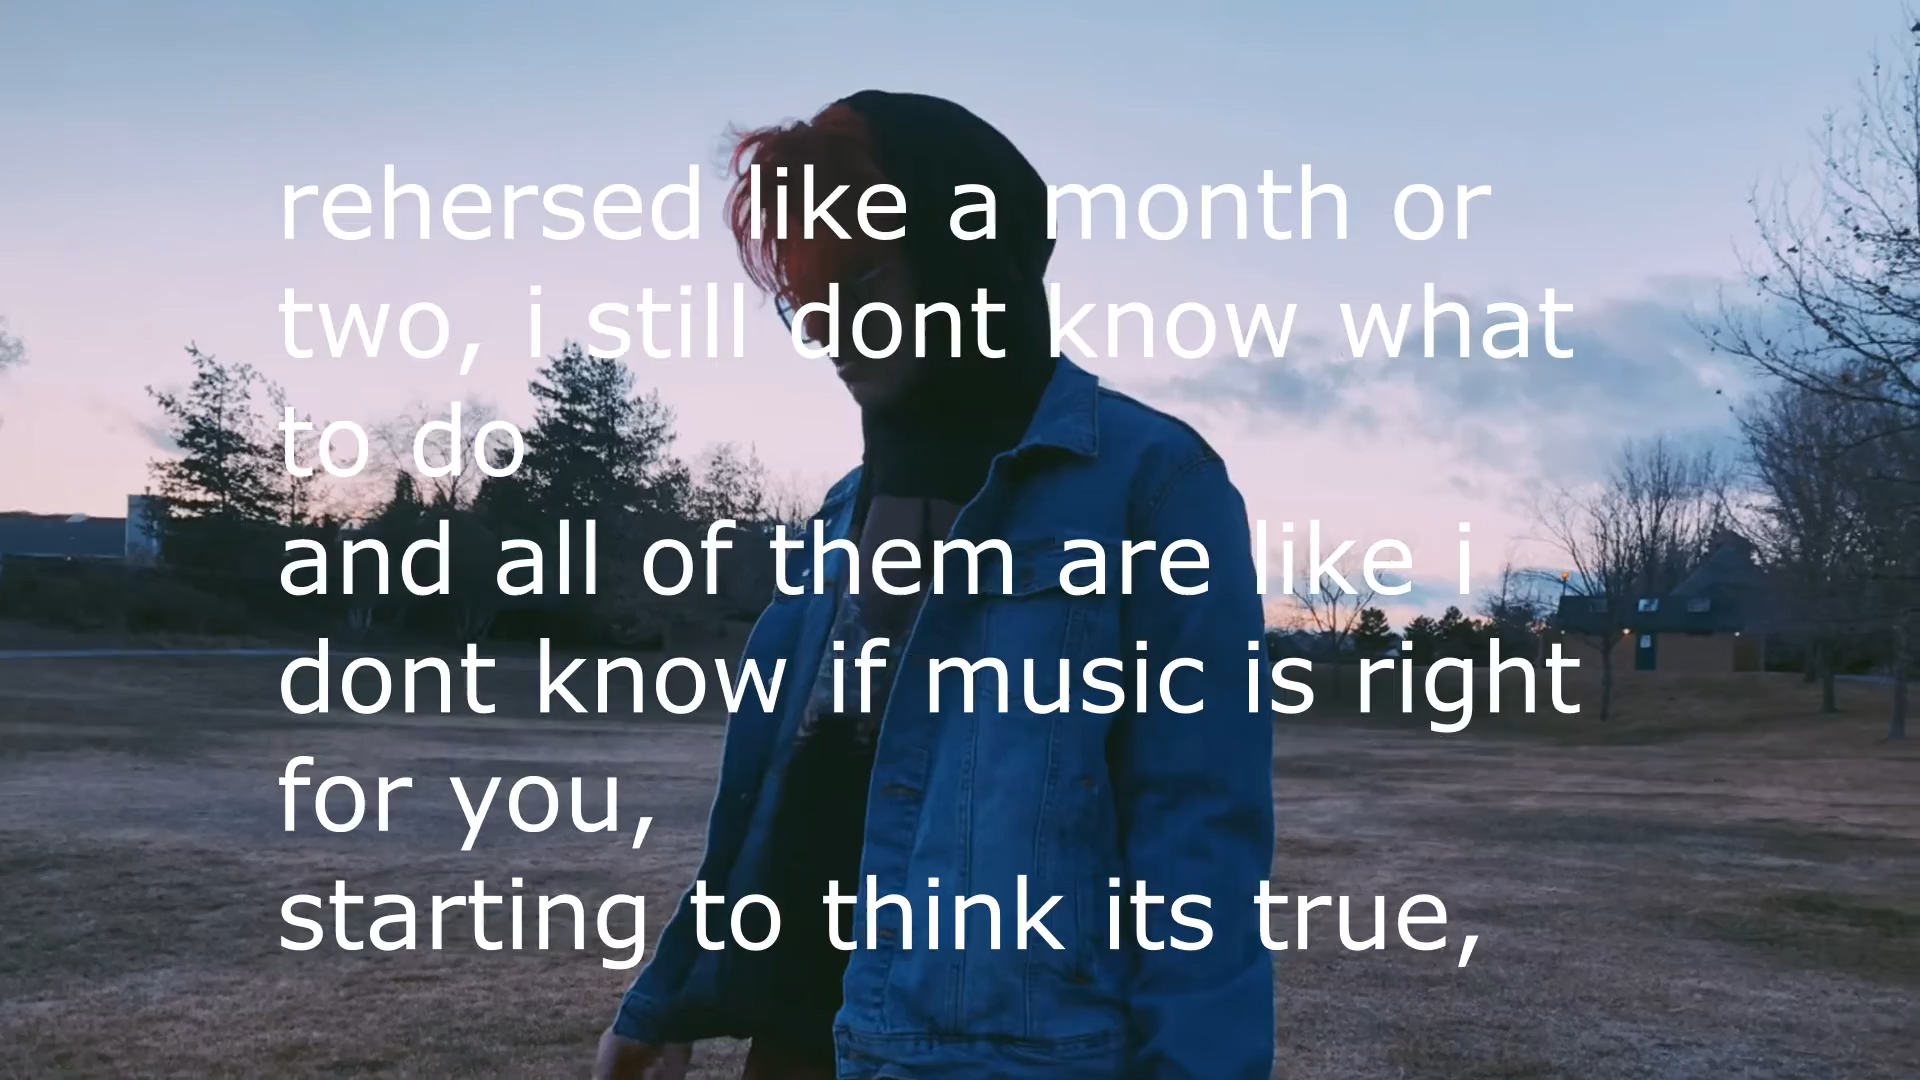 rehersed like a month or
two, i still dont know what
to do
and all of them are like i
dont know if music is right
for you,
starting to think its true,